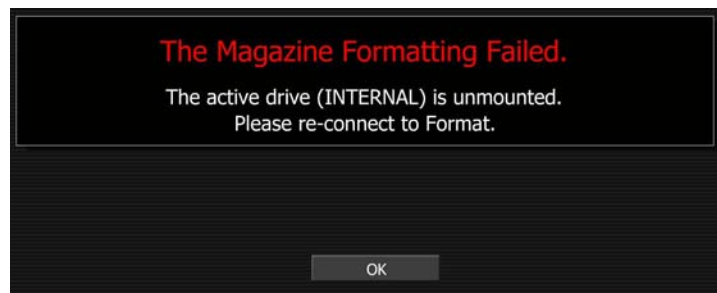 The Magazine Formatting Failed.
The active drive (INTERNAL) is unmounted.
Please re-connect to Format.
OK